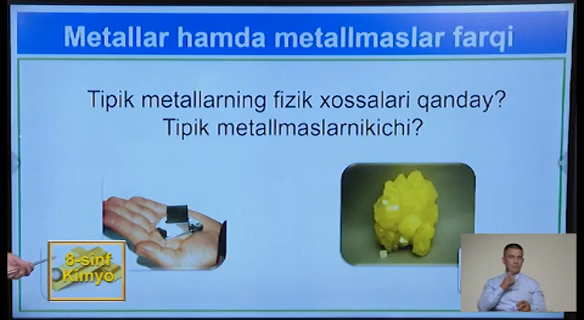 Metallar hamda metallmaslar farqi
Tipik metallarning fizik xossalari qanday?
Tipik metallmaslarnikichi?
8-sinf
Kimyo